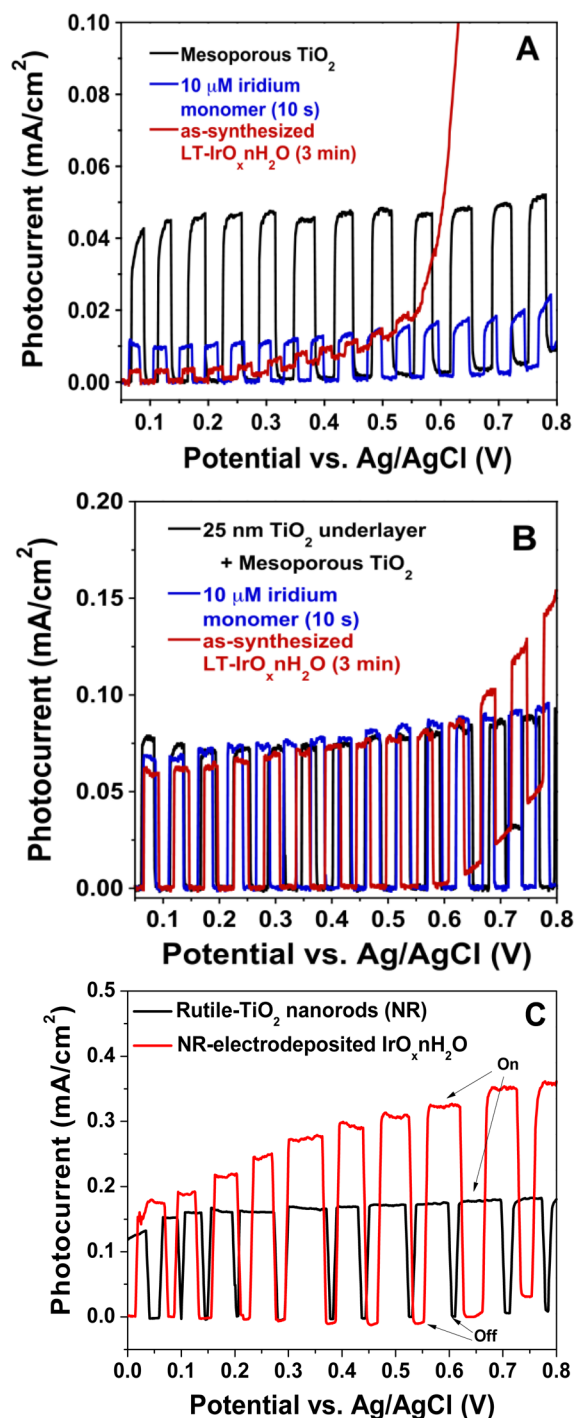 A
Mesoporous TiO₂
10 μM iridium
monomer (10 s)
as-synthesized
LT-IrOₓnH₂O (3 min)
Photocurrent (mA/cm²)
0.10
0.08
0.06
0.04
0.02
0.00
0.1 0.2 0.3 0.4 0.5 0.6 0.7 0.8
Potential vs. Ag/AgCl (V)
B
25 nm TiO₂ underlayer
+ Mesoporous TiO₂
10 μM iridium
monomer (10 s)
as-synthesized
LT-IrOₓnH₂O (3 min)
Photocurrent (mA/cm²)
0.20
0.15
0.10
0.05
0.00
0.1 0.2 0.3 0.4 0.5 0.6 0.7 0.8
Potential vs. Ag/AgCl (V)
C
Rutile-TiO₂ nanorods (NR)
NR-electrodeposited IrOₓnH₂O
On
Off
Photocurrent (mA/cm²)
0.5
0.4
0.3
0.2
0.1
0.0
0.0 0.1 0.2 0.3 0.4 0.5 0.6 0.7 0.8
Potential vs. Ag/AgCl (V)